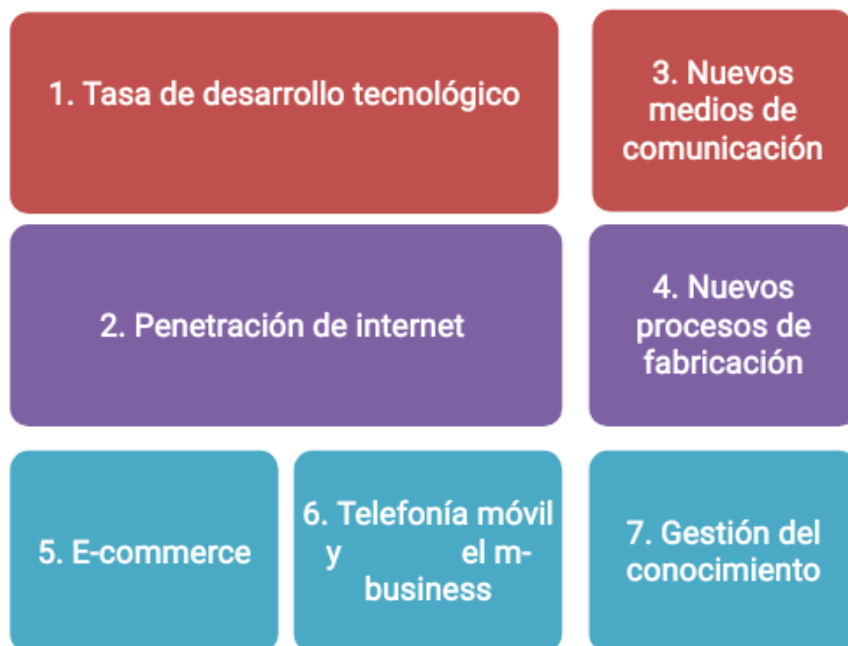 1. Tasa de desarrollo tecnológico
3. Nuevos
medios de
comunicación
2. Penetración de internet
4. Nuevos
procesos de
fabricación
5. E-commerce
6. Telefonía móvil
y el m-
business
7. Gestión del
conocimiento